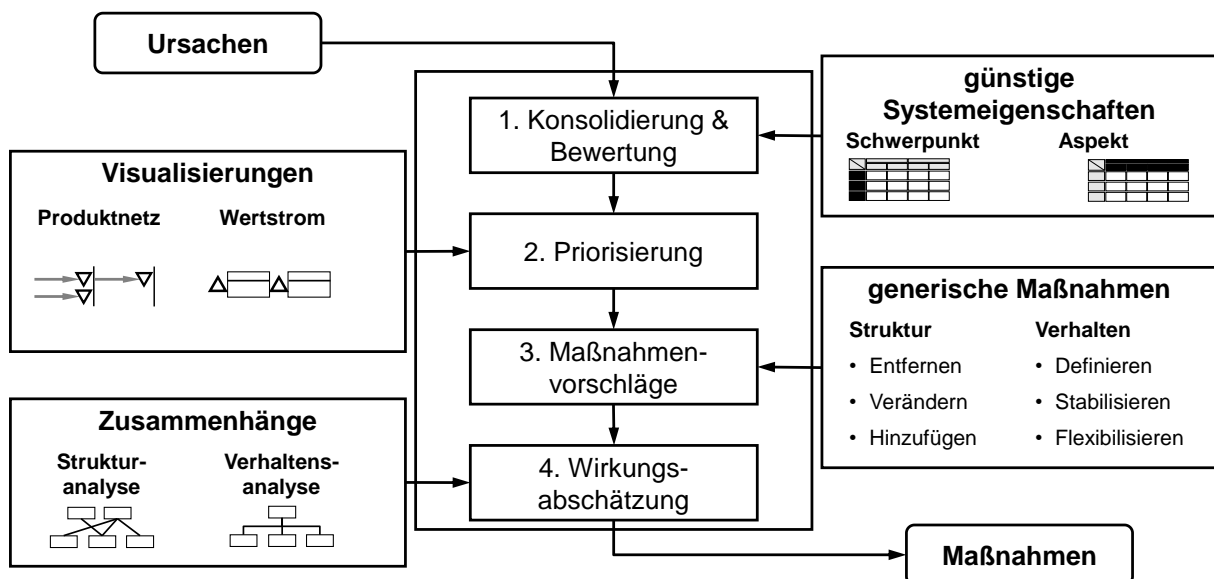 Ursachen
1. Konsolidierung &
Bewertung
2. Priorisierung
3. Maßnahmen-
vorschläge
4. Wirkungs-
abschätzung
Visualisierungen
Produktnetz Wertstrom
Zusammenhänge
Struktur-
analyse
Verhaltens-
analyse
günstige
Systemeigenschaften
Schwerpunkt Aspekt
generische Maßnahmen
Struktur
• Entfernen
• Verändern
• Hinzufügen
Verhalten
• Definieren
• Stabilisieren
• Flexibilisieren
Maßnahmen